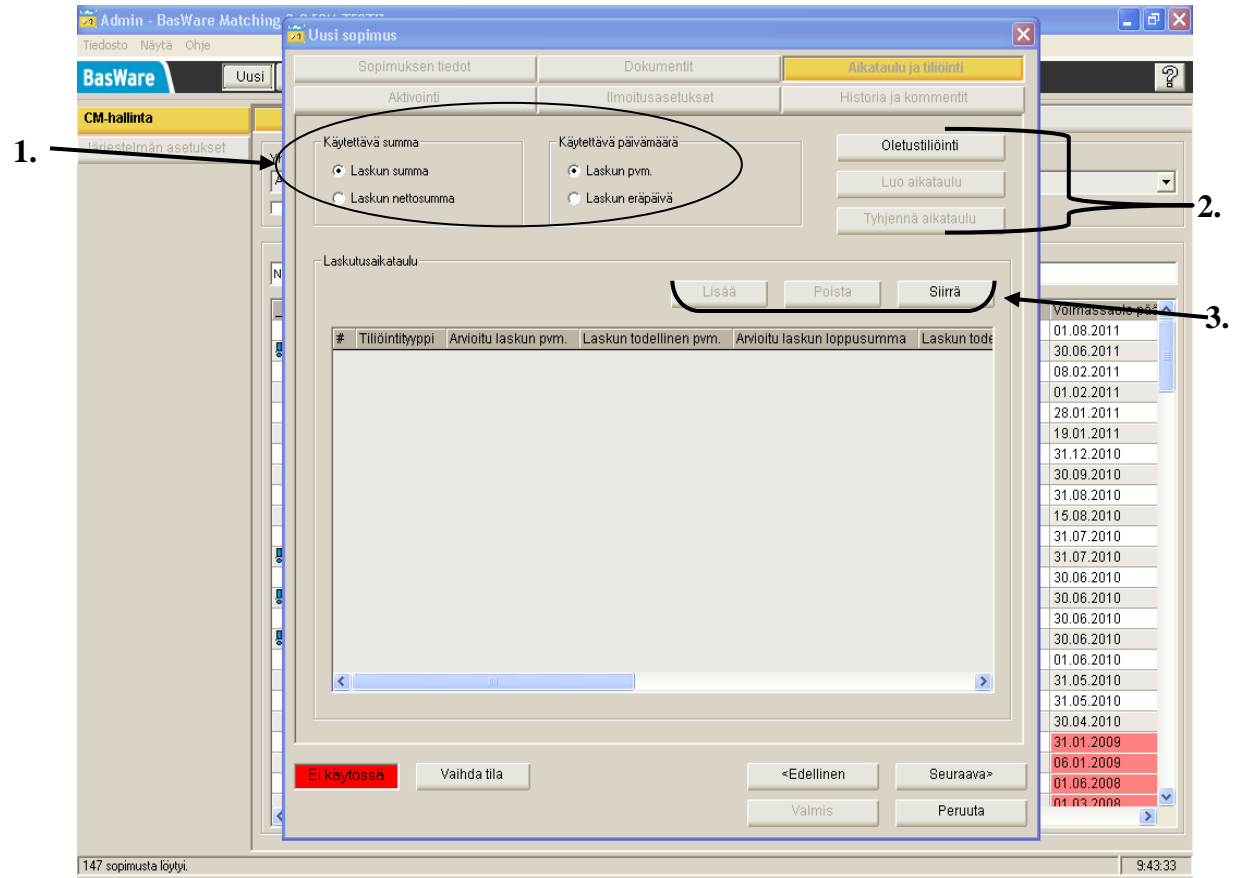 Admin - BasWare Matching
Uusi sopimus
Tiedosto Näytä Ohje
BasWare
Uusi
Sopimuksen tiedot Dokumentit Aikataulu ja tiliöinti
Aktivointi Ilmoitusasetukset Historia ja kommentit
CM-hallinta
Järjestelmän asetukset
1.
Käytettävä summa Käytettävä päivämäärä Oletustiliöinti
Laskun summa Laskun pvm. Luo aikataulu
Laskun nettosumma Laskun eräpäivä Tyhjennä aikataulu
2.
Laskutusaikataulu
Lisää Poista Siirrä
3.
# Tiliöintityyppi Arvioitu laskun pvm. Laskun todellinen pvm. Arvioitu laskun loppusumma Laskun tode
Voimassaolo pää
01.08.2011
30.06.2011
08.02.2011
01.02.2011
28.01.2011
19.01.2011
31.12.2010
30.09.2010
31.08.2010
15.08.2010
31.07.2010
31.07.2010
30.06.2010
30.06.2010
30.06.2010
30.06.2010
01.06.2010
31.05.2010
31.05.2010
30.04.2010
31.01.2009
06.01.2009
01.06.2008
01.03.2008
Ei käytössä Vaihda tila <Edellinen Seuraava>
Valmis Peruuta
147 sopimusta löytyi. 9:43:33